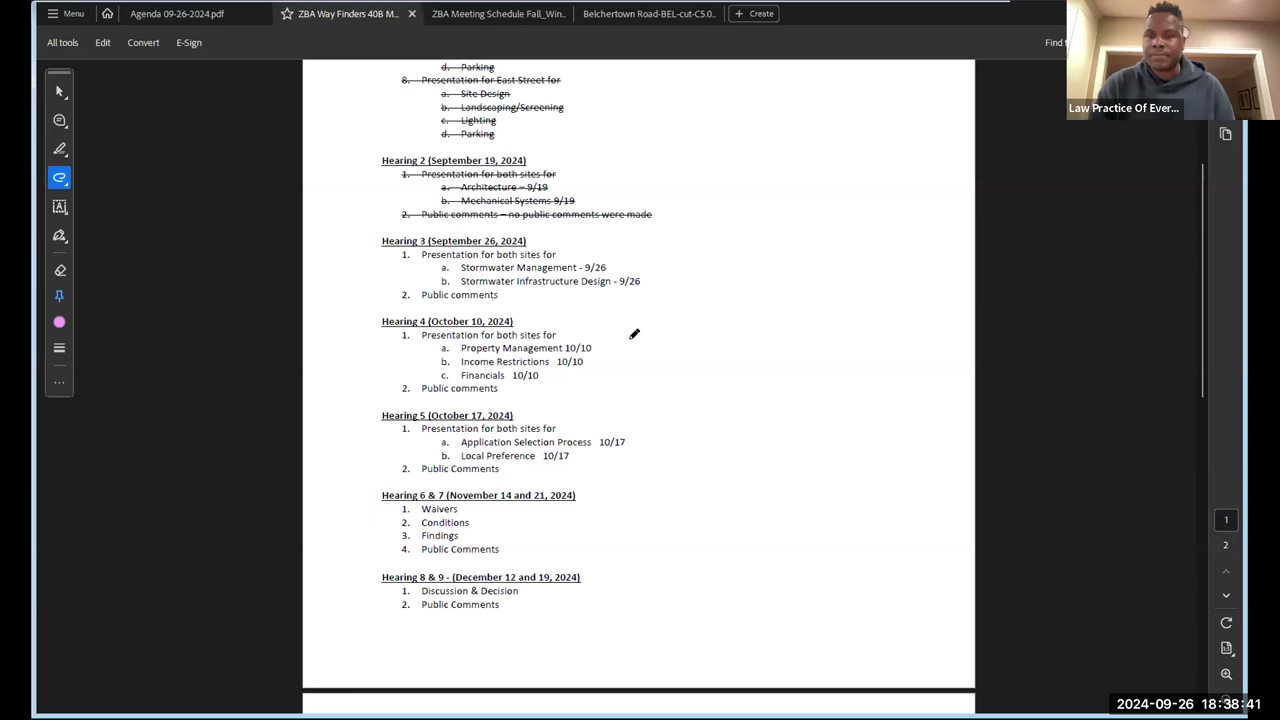 Menu
Agenda 09-26-2024.pdf
ZBA Way Finders 40B M...
ZBA Meeting Schedule Fall_Win...
Belchertown Road-BEL-cut-C5.0...
+ Create
All tools
Edit
Convert
E-Sign
Find
Law Practice Of Ever...
d. Parking
8. Presentation for East Street for
a. Site Design
b. Landscaping/Screening
c. Lighting
d. Parking
Hearing 2 (September 19, 2024)
1. Presentation for both sites for
a. Architecture – 9/19
b. Mechanical Systems 9/19
2. Public comments – no public comments were made
Hearing 3 (September 26, 2024)
1. Presentation for both sites for
a. Stormwater Management - 9/26
b. Stormwater Infrastructure Design - 9/26
2. Public comments
Hearing 4 (October 10, 2024)
1. Presentation for both sites for
a. Property Management 10/10
b. Income Restrictions 10/10
c. Financials 10/10
2. Public comments
Hearing 5 (October 17, 2024)
1. Presentation for both sites for
a. Application Selection Process 10/17
b. Local Preference 10/17
2. Public Comments
Hearing 6 & 7 (November 14 and 21, 2024)
1. Waivers
2. Conditions
3. Findings
4. Public Comments
Hearing 8 & 9 - (December 12 and 19, 2024)
1. Discussion & Decision
2. Public Comments
1
2
2024-09-26 18:38:41